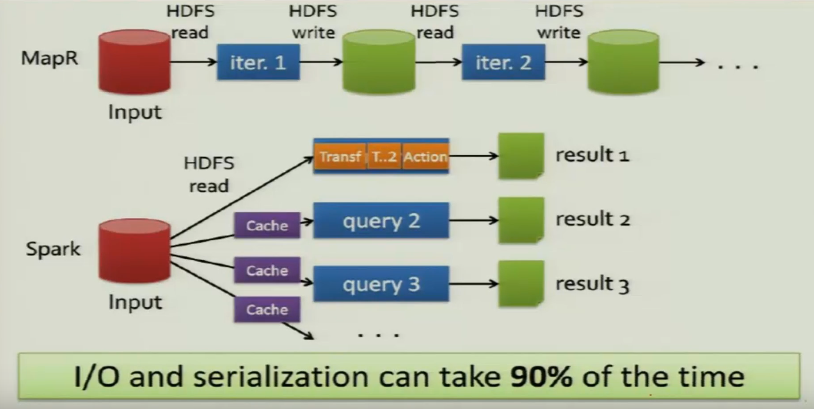 HDFS read
HDFS write
HDFS read
HDFS write
MapR
iter. 1
iter. 2
. . .
Input
HDFS read
Transf
T..2
Action
result 1
Cache
query 2
result 2
Spark
Cache
query 3
result 3
Input
Cache
. . .
I/O and serialization can take 90% of the time